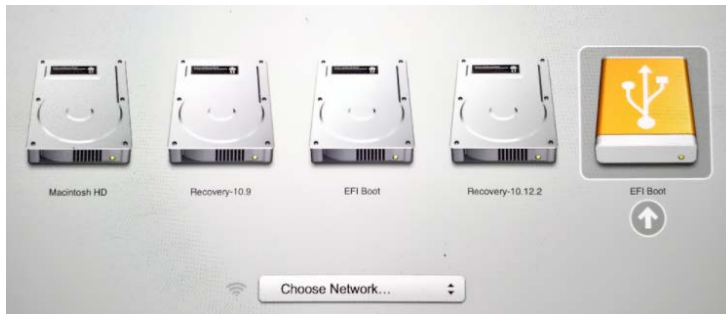 Macintosh HD
Recovery-10.9
EFI Boot
Recovery-10.12.2
EFI Boot
Choose Network...